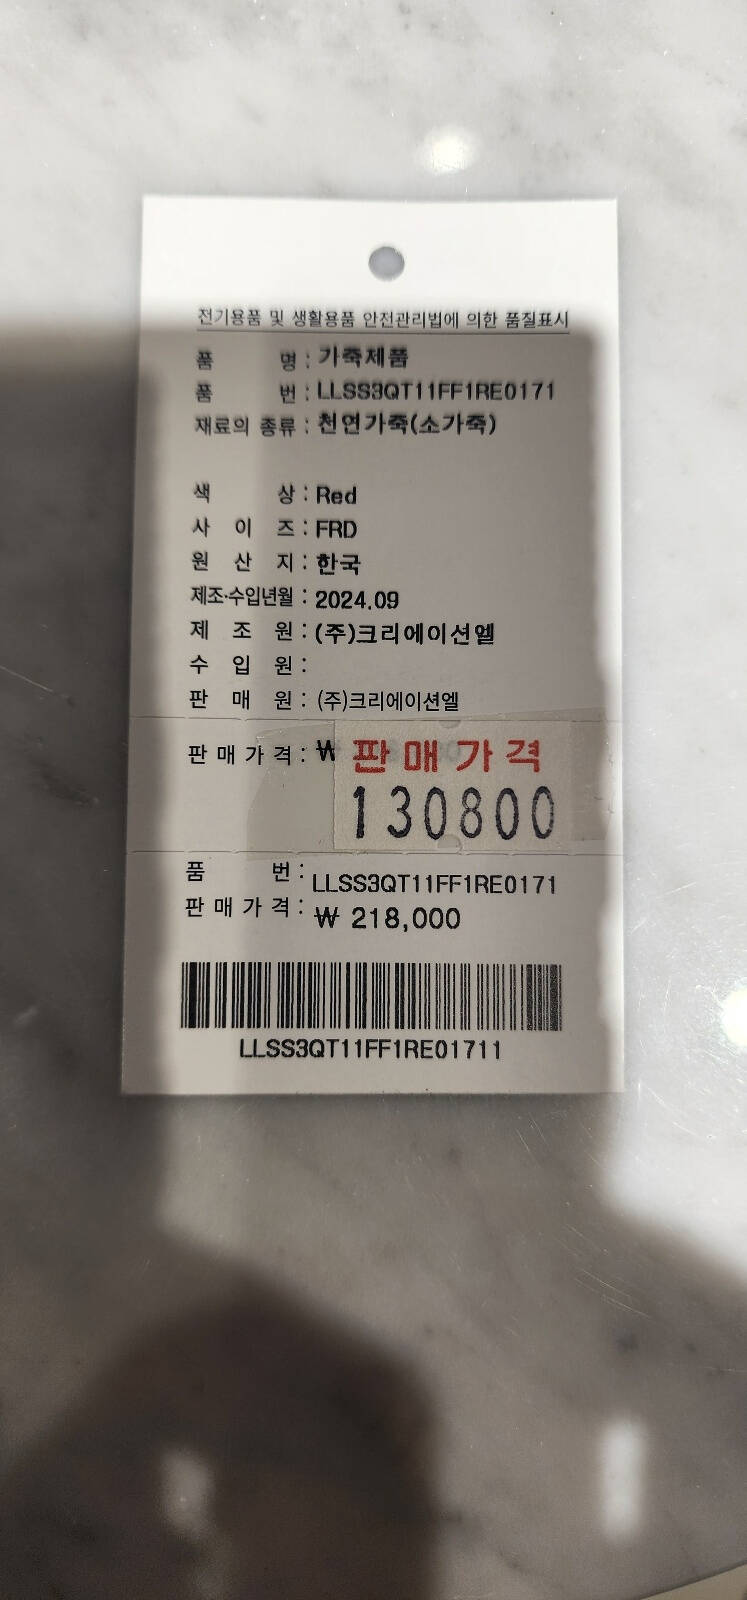 전기용품 및 생활용품 안전관리법에 의한 품질표시
품 명 : 가죽제품
품 번 : LLSS3QT11FF1RE0171
재료의 종류 : 천연가죽(소가죽)
색 상 : Red
사 이 즈 : FRD
원 산 지 : 한국
제조·수입년월 : 2024.09
제 조 원 : (주)크리에이션엘
수 입 원 :
판 매 원 : (주)크리에이션엘
판 매 가 격 : ₩ 판매가격
130800
품 번 : LLSS3QT11FF1RE0171
판 매 가 격 : ₩ 218,000
LLSS3QT11FF1RE01711